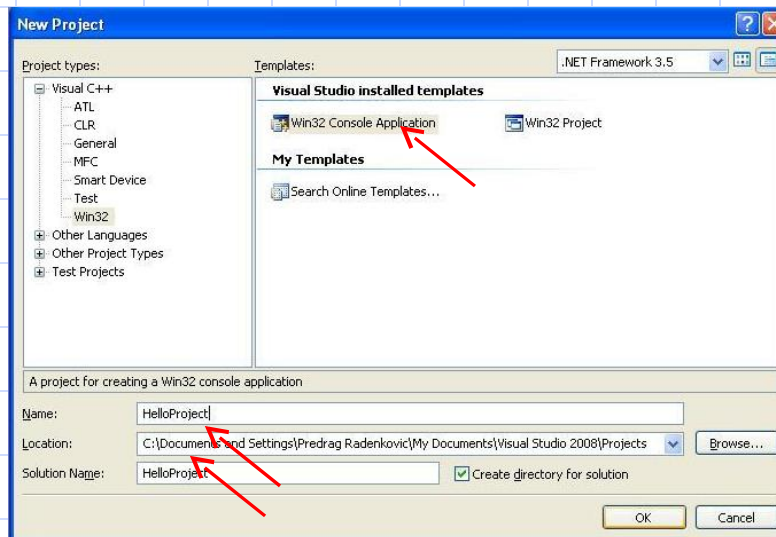 New Project
Project types:
Templates:
.NET Framework 3.5
Visual C++
ATL
CLR
General
MFC
Smart Device
Test
Win32
Other Languages
Other Project Types
Test Projects
Visual Studio installed templates
Win32 Console Application
Win32 Project
My Templates
Search Online Templates...
A project for creating a Win32 console application
Name:
HelloProject
Location:
C:\Documents and Settings\Predrag Radenkovic\My Documents\Visual Studio 2008\Projects
Browse...
Solution Name:
HelloProject
Create directory for solution
OK
Cancel